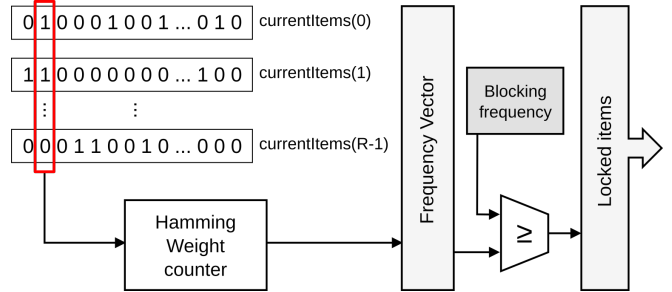 0 1 0 0 0 1 0 0 1 ... 0 1 0 currentItems(0)
1 1 0 0 0 0 0 0 0 ... 1 0 0 currentItems(1)
⋮ ⋮
0 0 0 1 1 0 0 1 0 ... 0 0 0 currentItems(R-1)
Hamming
Weight
counter
Frequency Vector
Blocking
frequency
≥
Locked items